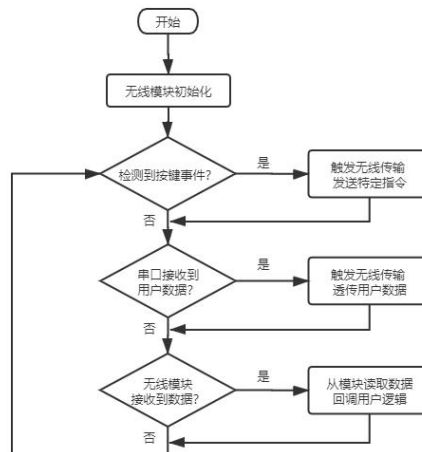 开始
无线模块初始化
检测到按键事件?
是
触发无线传输
发送特定指令
否
串口接收到
用户数据?
是
触发无线传输
透传用户数据
否
无线模块
接收到数据?
是
从模块读取数据
回调用户逻辑
否